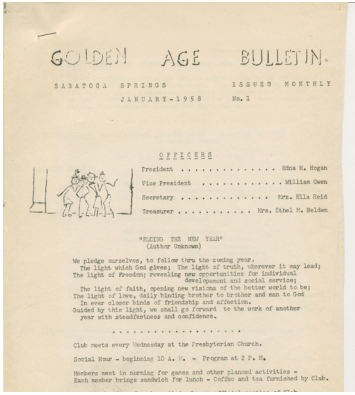 GOLDEN AGE BULLETIN.
SARATOGA SPRINGS ISSUED MONTHLY
JANUARY-1958 No. 1
OFFICERS
President . . . . . . . . . . . . . . . Edna M. Hogan
Vice President . . . . . . . . . . . . . William Owen
Secretary . . . . . . . . . . . . . . Mrs. Ella Reid
Treasurer . . . . . . . . . . . . Mrs. Ethel M. Belden
"FACING THE NEW YEAR"
(Author Unknown)
We pledge ourselves, to follow thru the coming year.
The light which God gives; The light of truth, wherever it may lead;
The light of freedom; revealing new opportunities for individual
development and social service;
The light of faith, opening new visions of the better world to be;
The light of love, daily binding brother to brother and man to God
In ever closer bonds of friendship and affection.
Guided by this light, we shall go forward to the work of another
year with steadfastness and confidence.
. . . . . . . . . . . . . . . . .
Club meets every Wednesday at the Presbyterian Church.
Social Hour - beginning 10 A. M. - Program at 2 P. M.
Members meet in morning for games and other planned activities -
Each member brings sandwich for lunch - Coffee and tea furnished by Club.